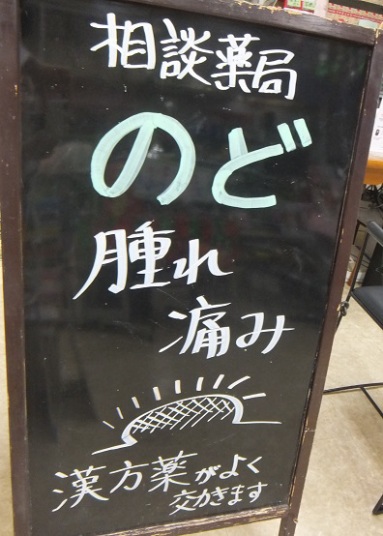 相談薬局
のど
腫れ
痛み
漢方薬がよく
効きます